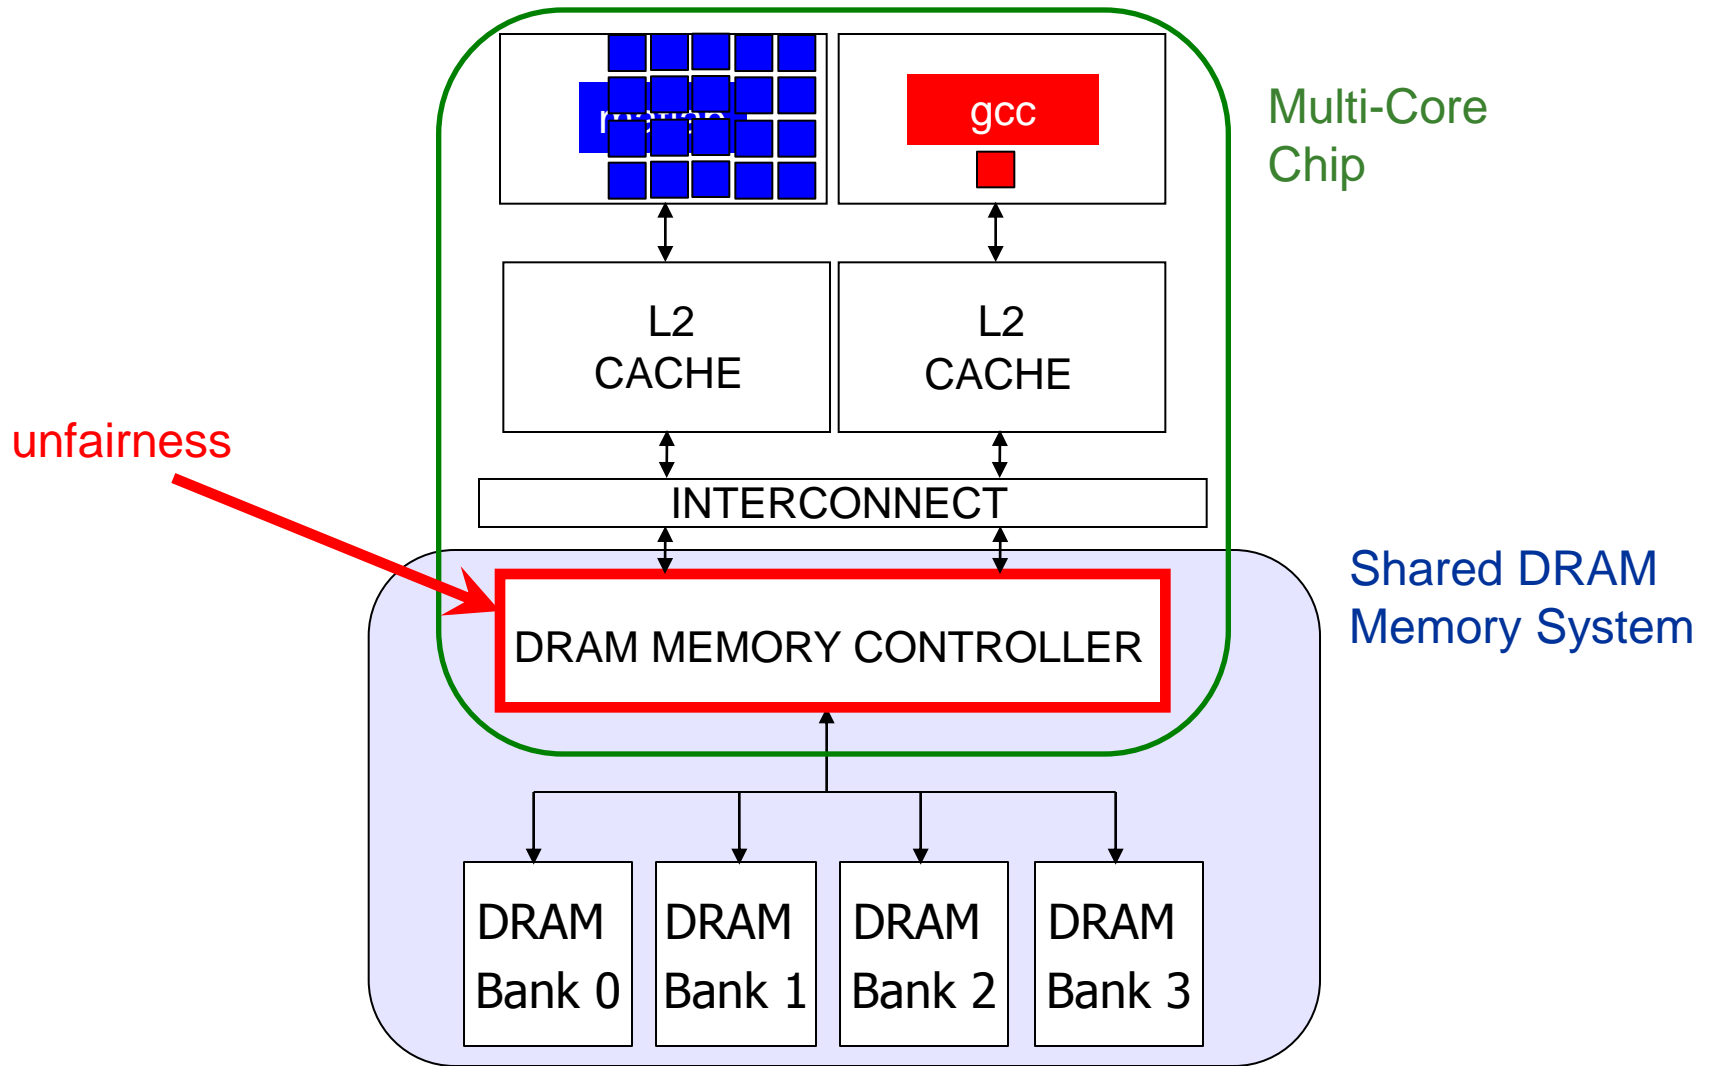 gcc
Multi-Core
Chip
L2
CACHE
L2
CACHE
unfairness
INTERCONNECT
Shared DRAM
Memory System
DRAM MEMORY CONTROLLER
DRAM
Bank 0
DRAM
Bank 1
DRAM
Bank 2
DRAM
Bank 3